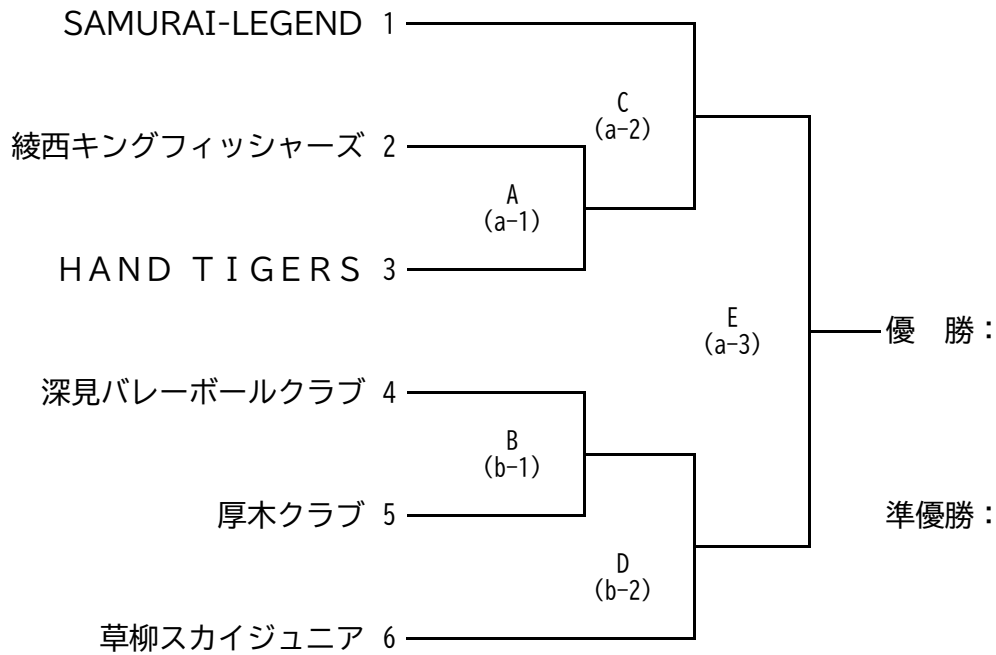 SAMURAI-LEGEND 1
C
(a-2)
綾西キングフィッシャーズ 2
A
(a-1)
ＨＡＮＤ ＴＩＧＥＲＳ 3
E
(a-3)
優　勝：
深見バレーボールクラブ 4
B
(b-1)
厚木クラブ 5
準優勝：
D
(b-2)
草柳スカイジュニア 6